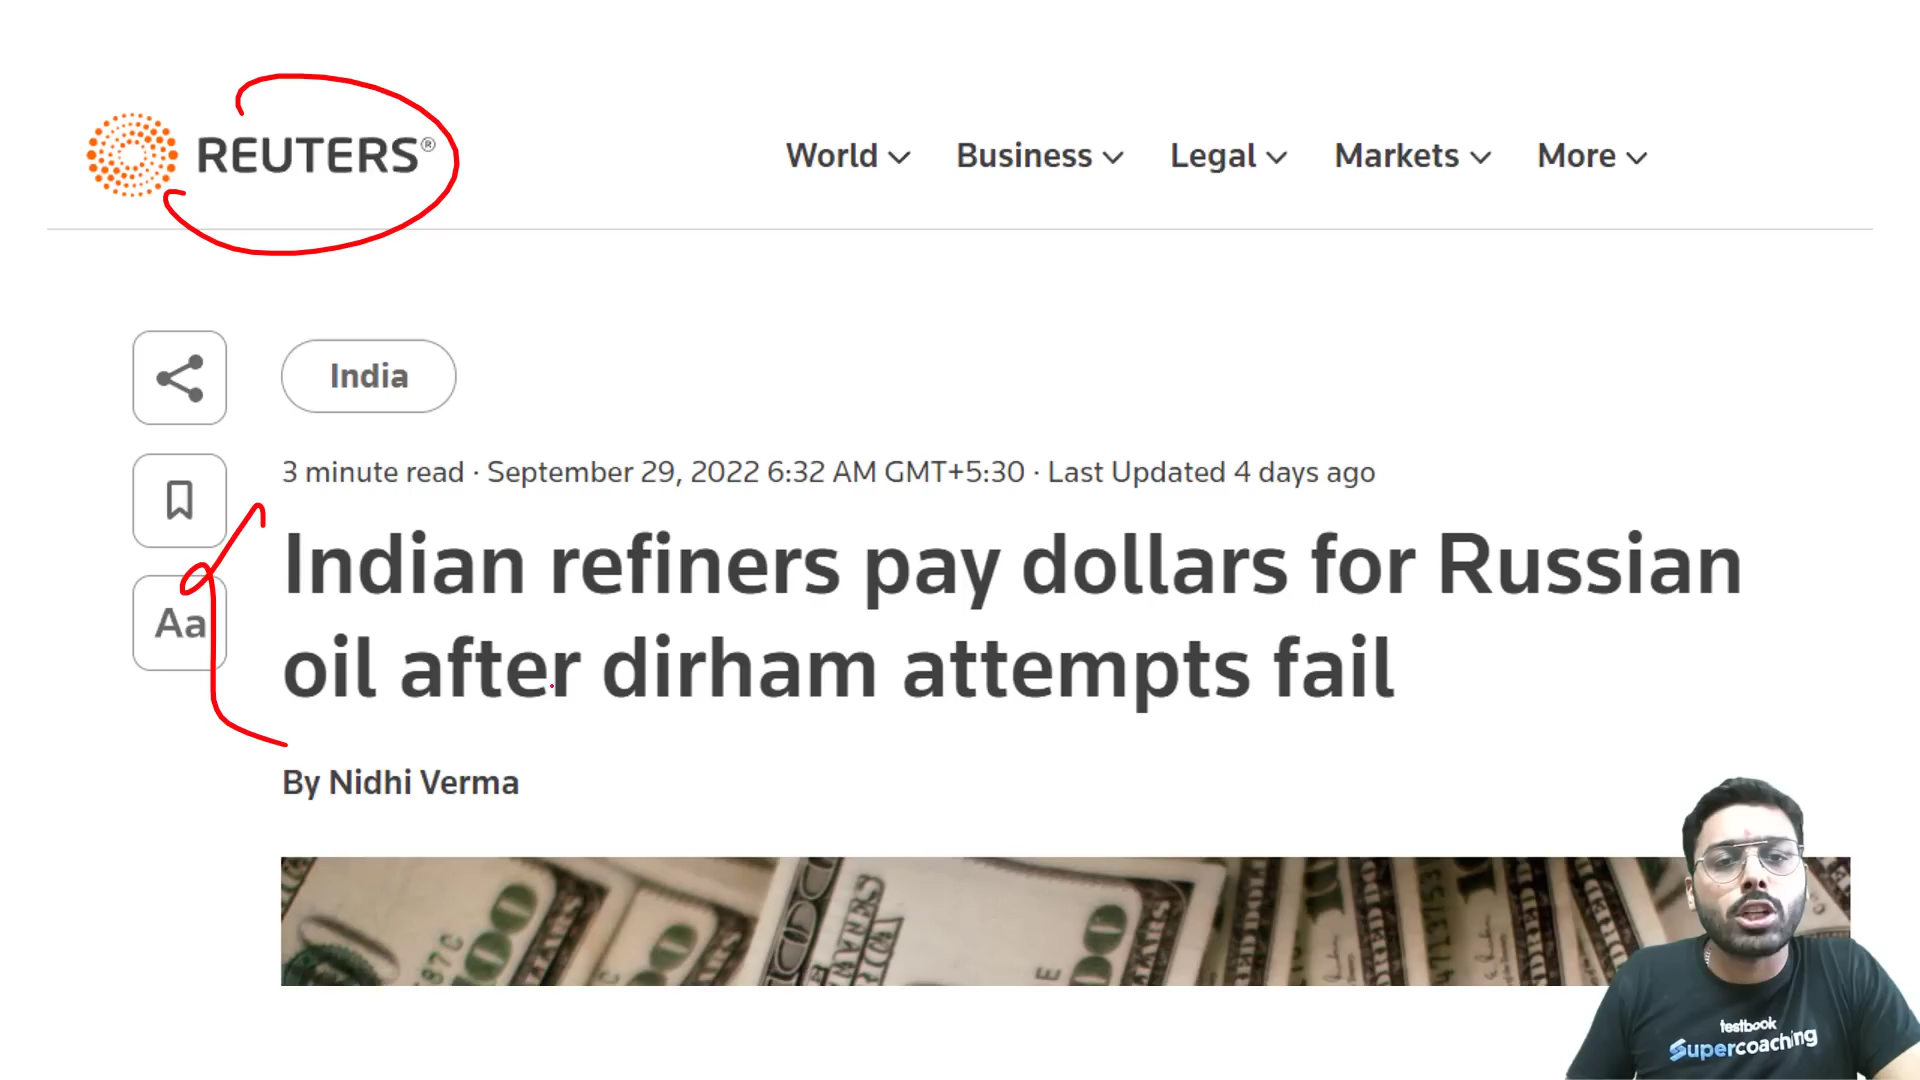 REUTERS®
World Business Legal Markets More
India
3 minute read · September 29, 2022 6:32 AM GMT+5:30 · Last Updated 4 days ago
Aa
Indian refiners pay dollars for Russian
oil after dirham attempts fail
By Nidhi Verma
testbook
Supercoaching